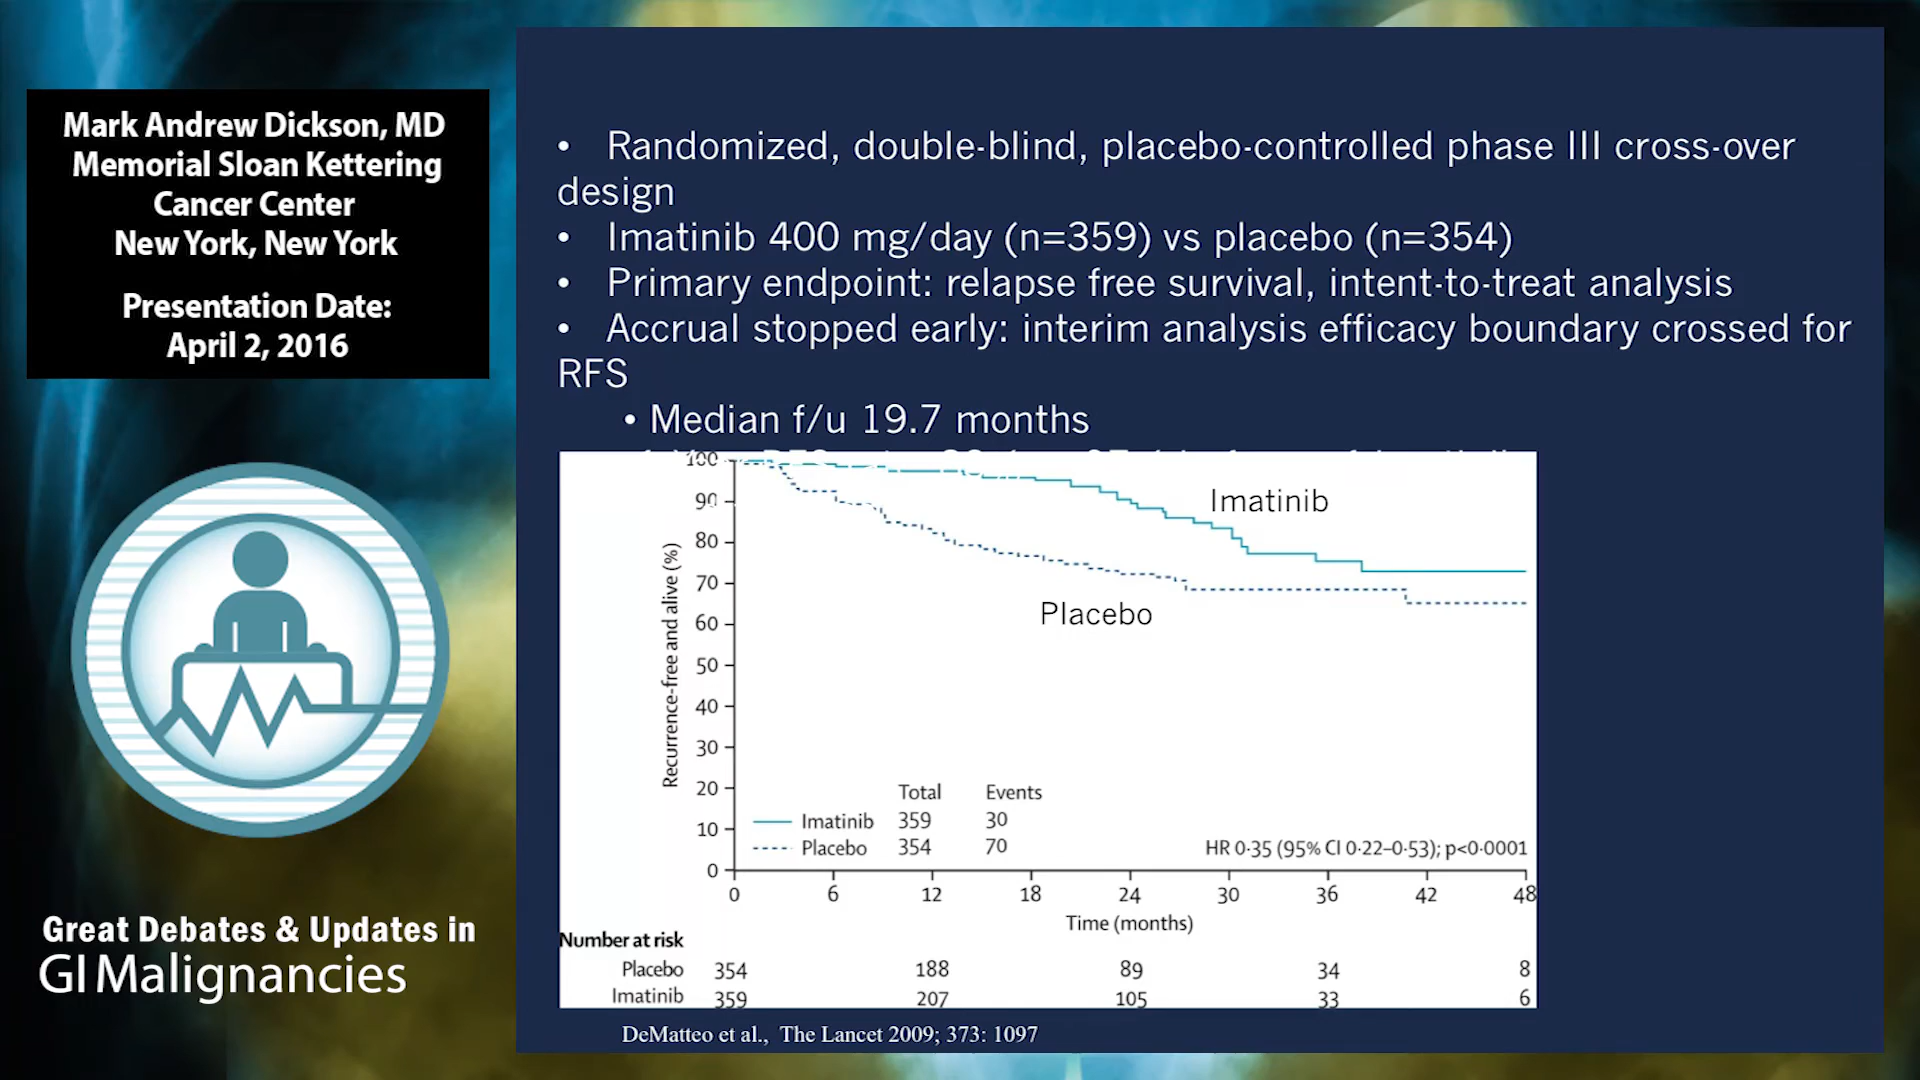 Mark Andrew Dickson, MD
Memorial Sloan Kettering
Cancer Center
New York, New York
Presentation Date:
April 2, 2016
Great Debates & Updates in
GI Malignancies
• Randomized, double-blind, placebo-controlled phase III cross-over
design
• Imatinib 400 mg/day (n=359) vs placebo (n=354)
• Primary endpoint: relapse free survival, intent-to-treat analysis
• Accrual stopped early: interim analysis efficacy boundary crossed for
RFS
• Median f/u 19.7 months
Recurrence-free and alive (%)
100
90
80
70
60
50
40
30
20
10
0
Imatinib
Placebo
Total Events
Imatinib 359 30
Placebo 354 70
HR 0·35 (95% CI 0·22–0·53); p<0·0001
0 6 12 18 24 30 36 42 48
Time (months)
Number at risk
Placebo 354 188 89 34 8
Imatinib 359 207 105 33 6
DeMatteo et al., The Lancet 2009; 373: 1097